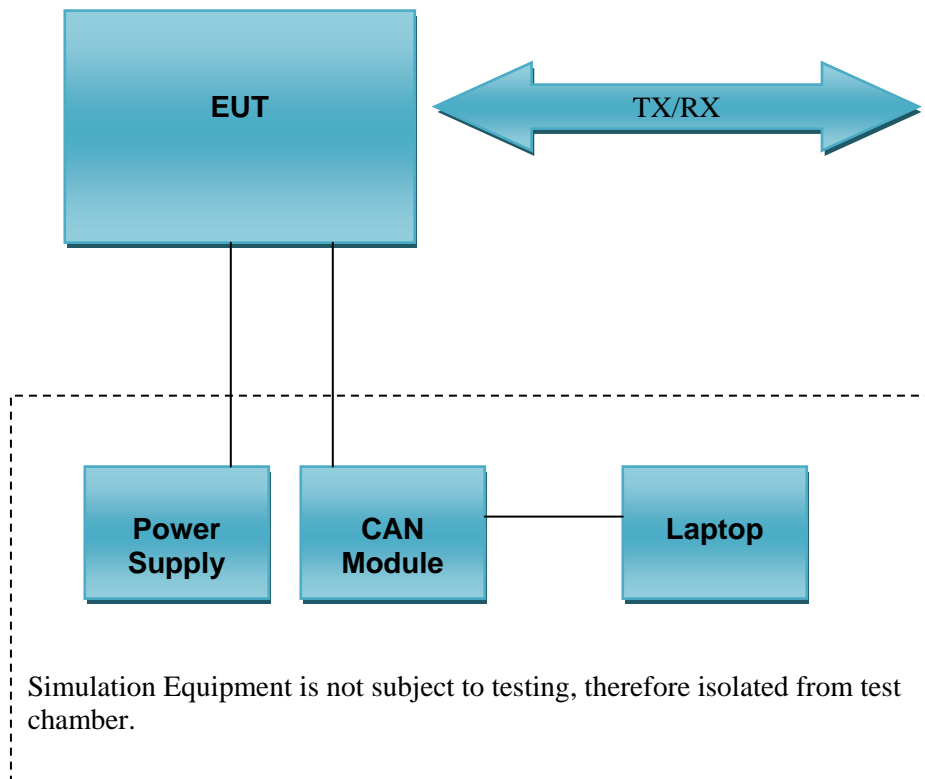 EUT
TX/RX
Power
Supply
CAN
Module
Laptop
Simulation Equipment is not subject to testing, therefore isolated from test
chamber.